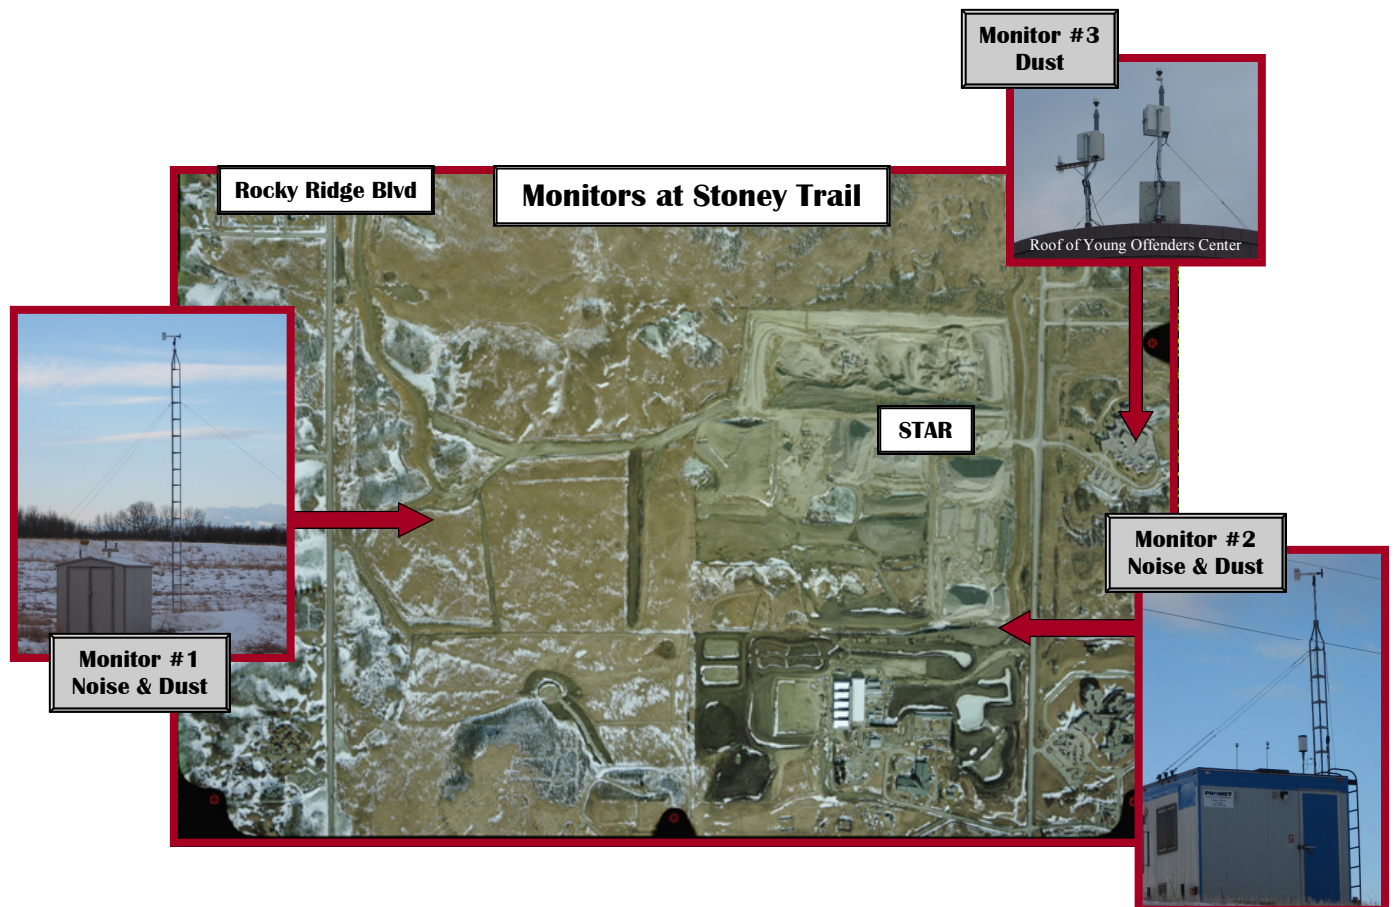 Monitor #3
Dust
Roof of Young Offenders Center
Rocky Ridge Blvd
Monitors at Stoney Trail
STAR
Monitor #2
Noise & Dust
Monitor #1
Noise & Dust